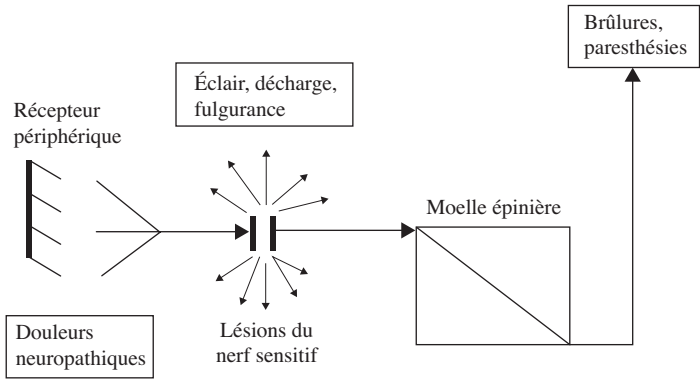 Brûlures,
paresthésies
Éclair, décharge,
fulgurance
Récepteur
périphérique
Moelle épinière
Douleurs
neuropathiques
Lésions du
nerf sensitif